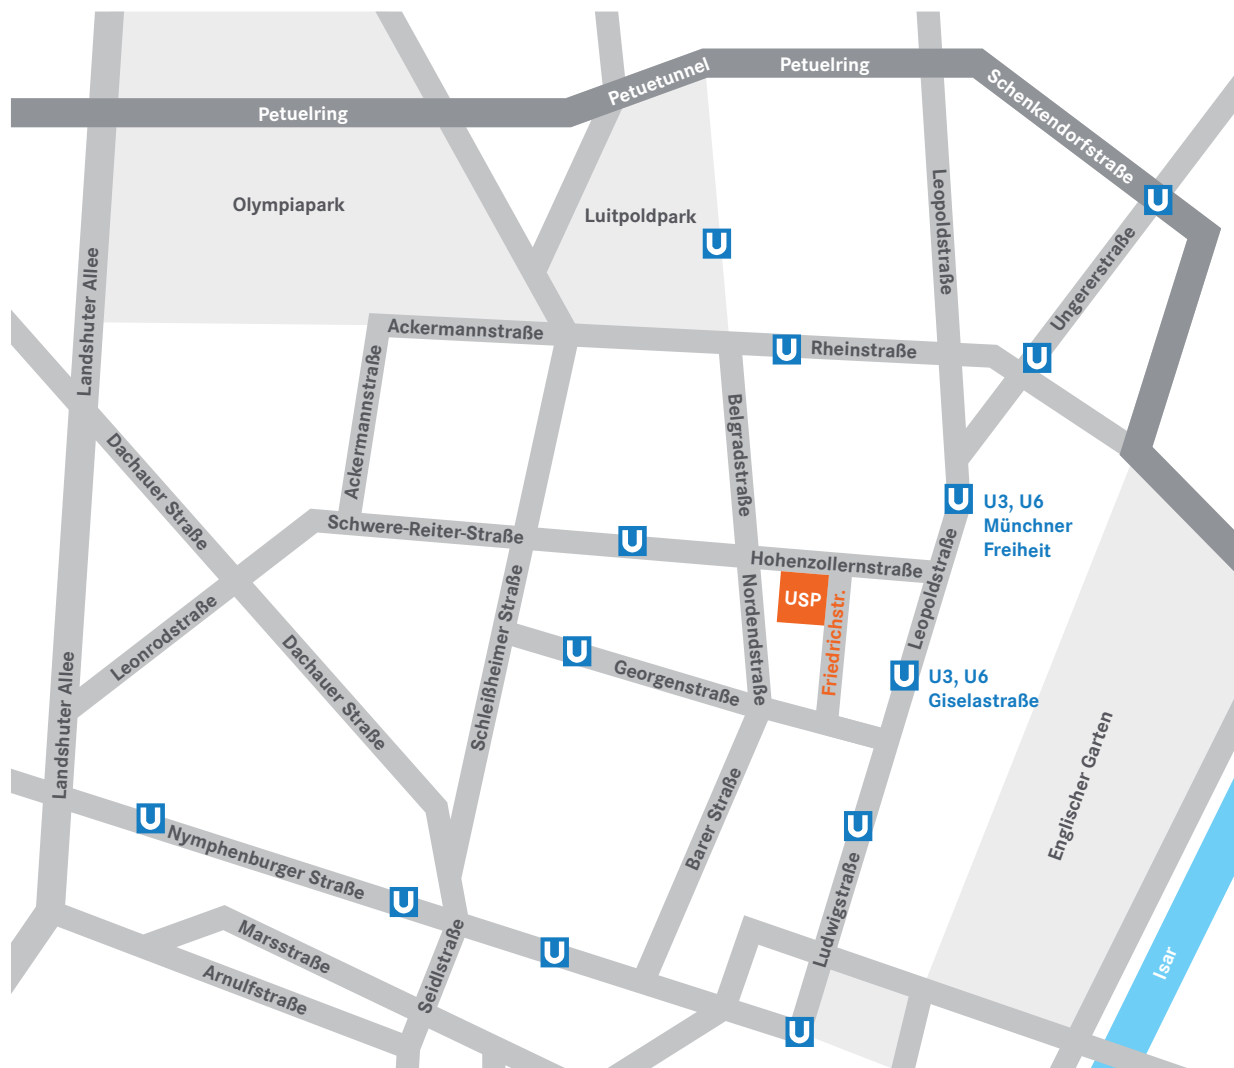 Petuelring
Petuetunnel
Petuelring
Schenkendorfstraße
U
Olympiapark
Luitpoldpark
U
Leopoldstraße
Ungererstraße
Landshuter Allee
Ackermannstraße
U
Rheinstraße
U
Ackermannstraße
Belgradstraße
Dachauer Straße
U
U3, U6
Münchner
Freiheit
Schwere-Reiter-Straße
U
Hohenzollernstraße
Leopoldstraße
USP
Friedrichstr.
Nordendstraße
Schleißheimer Straße
Leonrodstraße
Dachauer Straße
U
Georgenstraße
U
U3, U6
Giselastraße
Landshuter Allee
Englischer Garten
Barer Straße
U
Nymphenburger Straße
U
U
Ludwigstraße
Marsstraße
Seidlstraße
U
Arnulfstraße
Isar
U